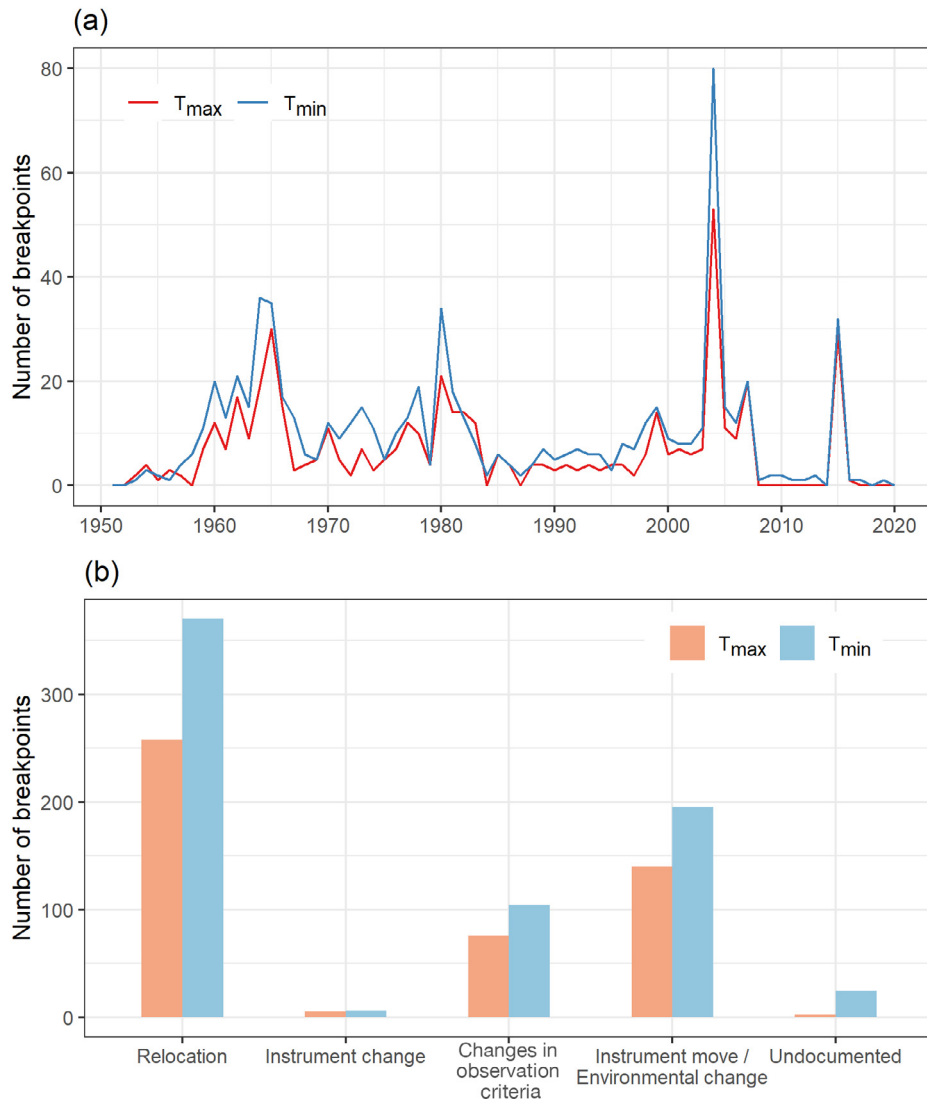 (a)
Number of breakpoints
80
60
40
20
0
Tmax Tmin
1950 1960 1970 1980 1990 2000 2010 2020
(b)
Number of breakpoints
300
200
100
0
Tmax Tmin
Relocation
Instrument change
Changes in
observation
criteria
Instrument move /
Environmental change
Undocumented